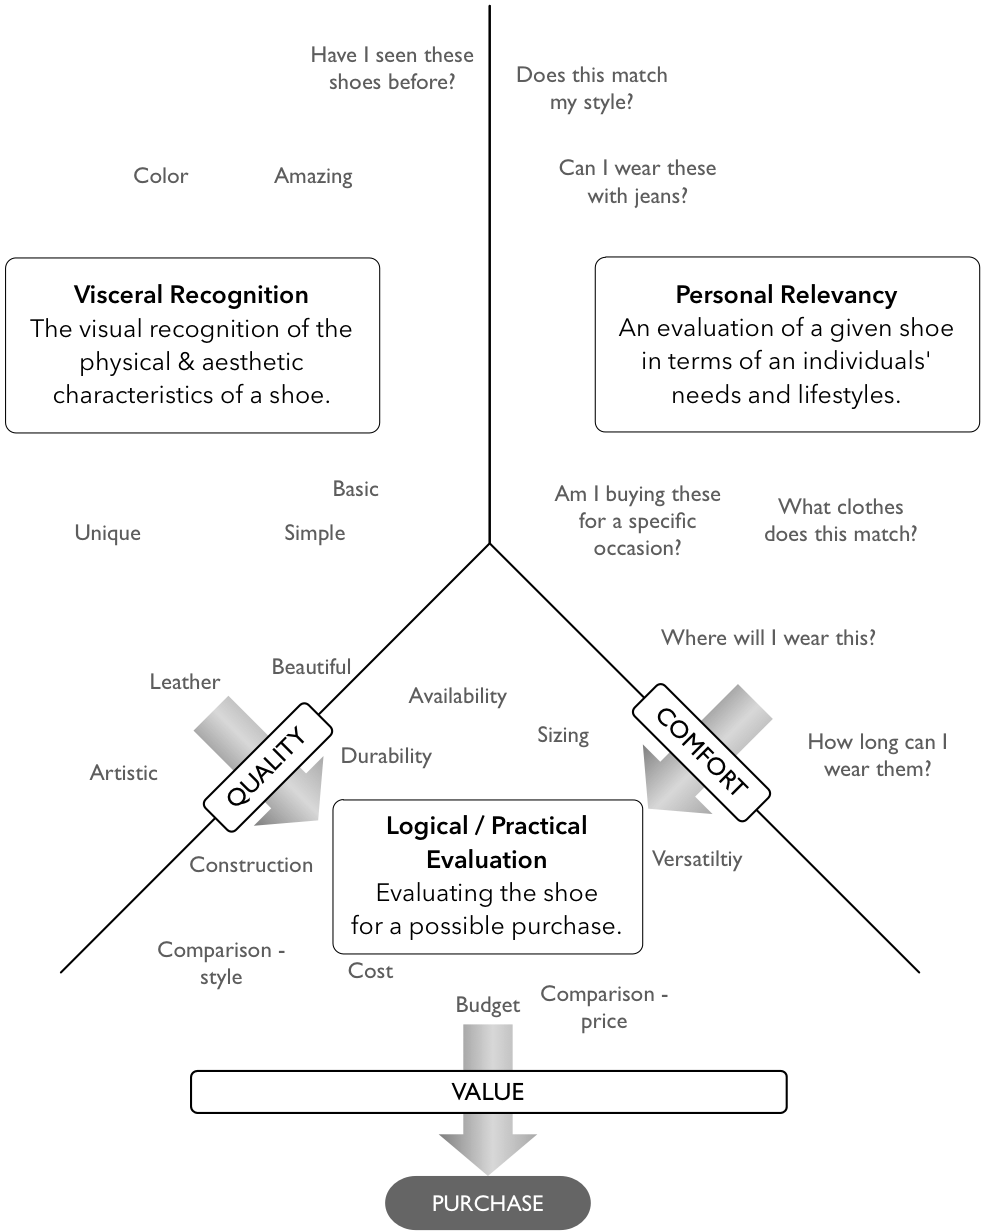 Have I seen these
shoes before?
Does this match
my style?
Color
Amazing
Can I wear these
with jeans?
Visceral Recognition
The visual recognition of the
physical & aesthetic
characteristics of a shoe.
Personal Relevancy
An evaluation of a given shoe
in terms of an individuals'
needs and lifestyles.
Basic
Unique
Simple
Am I buying these
for a specific
occasion?
What clothes
does this match?
Where will I wear this?
Beautiful
Leather
Availability
Sizing
QUALITY
COMFORT
Durability
Artistic
How long can I
wear them?
Logical / Practical
Evaluation
Evaluating the shoe
for a possible purchase.
Construction
Versatiltiy
Comparison -
style
Cost
Budget
Comparison -
price
VALUE
PURCHASE